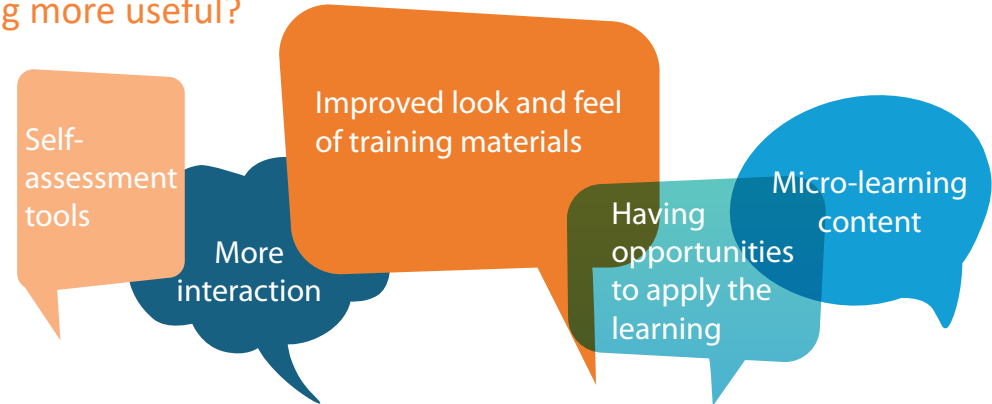 g more useful?
Self-
assessment
tools
More
interaction
Improved look and feel
of training materials
Having
opportunities
to apply the
learning
Micro-learning
content